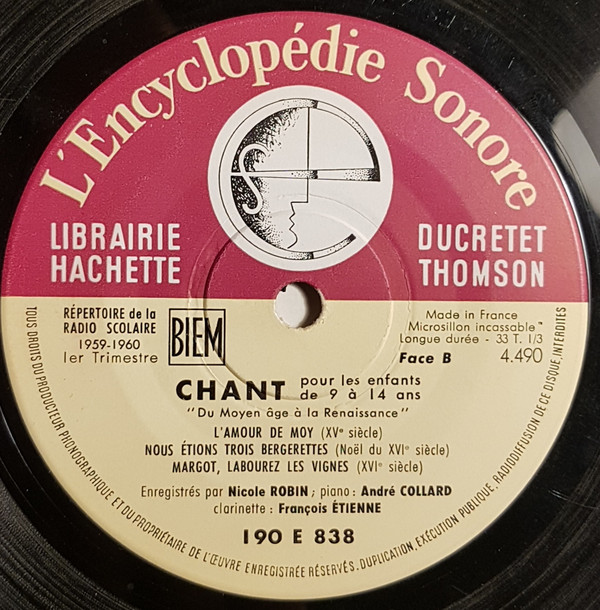 L'Encyclopédie Sonore
LIBRAIRIE
HACHETTE
DUCRETET
THOMSON
RÉPERTOIRE de la
RADIO SCOLAIRE
1959-1960
1er Trimestre
BIEM
Made in France
Microsillon incassable
Longue durée - 33 T. 1/3
Face B 4.490
CHANT pour les enfants
de 9 à 14 ans
"Du Moyen âge à la Renaissance"
L'AMOUR DE MOY (XVe siècle)
NOUS ÉTIONS TROIS BERGERETTES (Noël du XVIe siècle)
MARGOT, LABOUREZ LES VIGNES (XVIe siècle)
Enregistrés par Nicole ROBIN ; piano : André COLLARD
clarinette : François ÉTIENNE
190 E 838
TOUS DROITS DU PRODUCTEUR PHONOGRAPHIQUE ET DU PROPRIÉTAIRE DE L'ŒUVRE ENREGISTRÉE RÉSERVÉS. DUPLICATION, EXÉCUTION PUBLIQUE, RADIODIFFUSION DE CE DISQUE INTERDITES